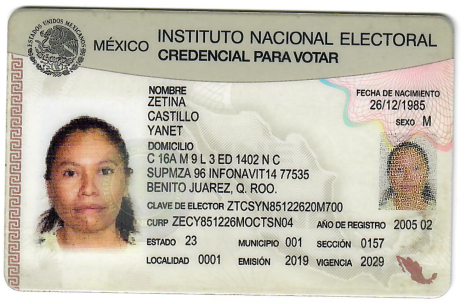 ESTADOS UNIDOS MEXICANOS
MÉXICO INSTITUTO NACIONAL ELECTORAL
CREDENCIAL PARA VOTAR
NOMBRE
ZETINA
CASTILLO
YANET
FECHA DE NACIMIENTO
26/12/1985
SEXO M
DOMICILIO
C 16A M 9 L 3 ED 1402 N C
SUPMZA 96 INFONAVIT14 77535
BENITO JUAREZ, Q. ROO.
CLAVE DE ELECTOR ZTCSYN85122620M700
CURP ZECY851226MOCTSN04 AÑO DE REGISTRO 2005 02
ESTADO 23 MUNICIPIO 001 SECCIÓN 0157
LOCALIDAD 0001 EMISIÓN 2019 VIGENCIA 2029